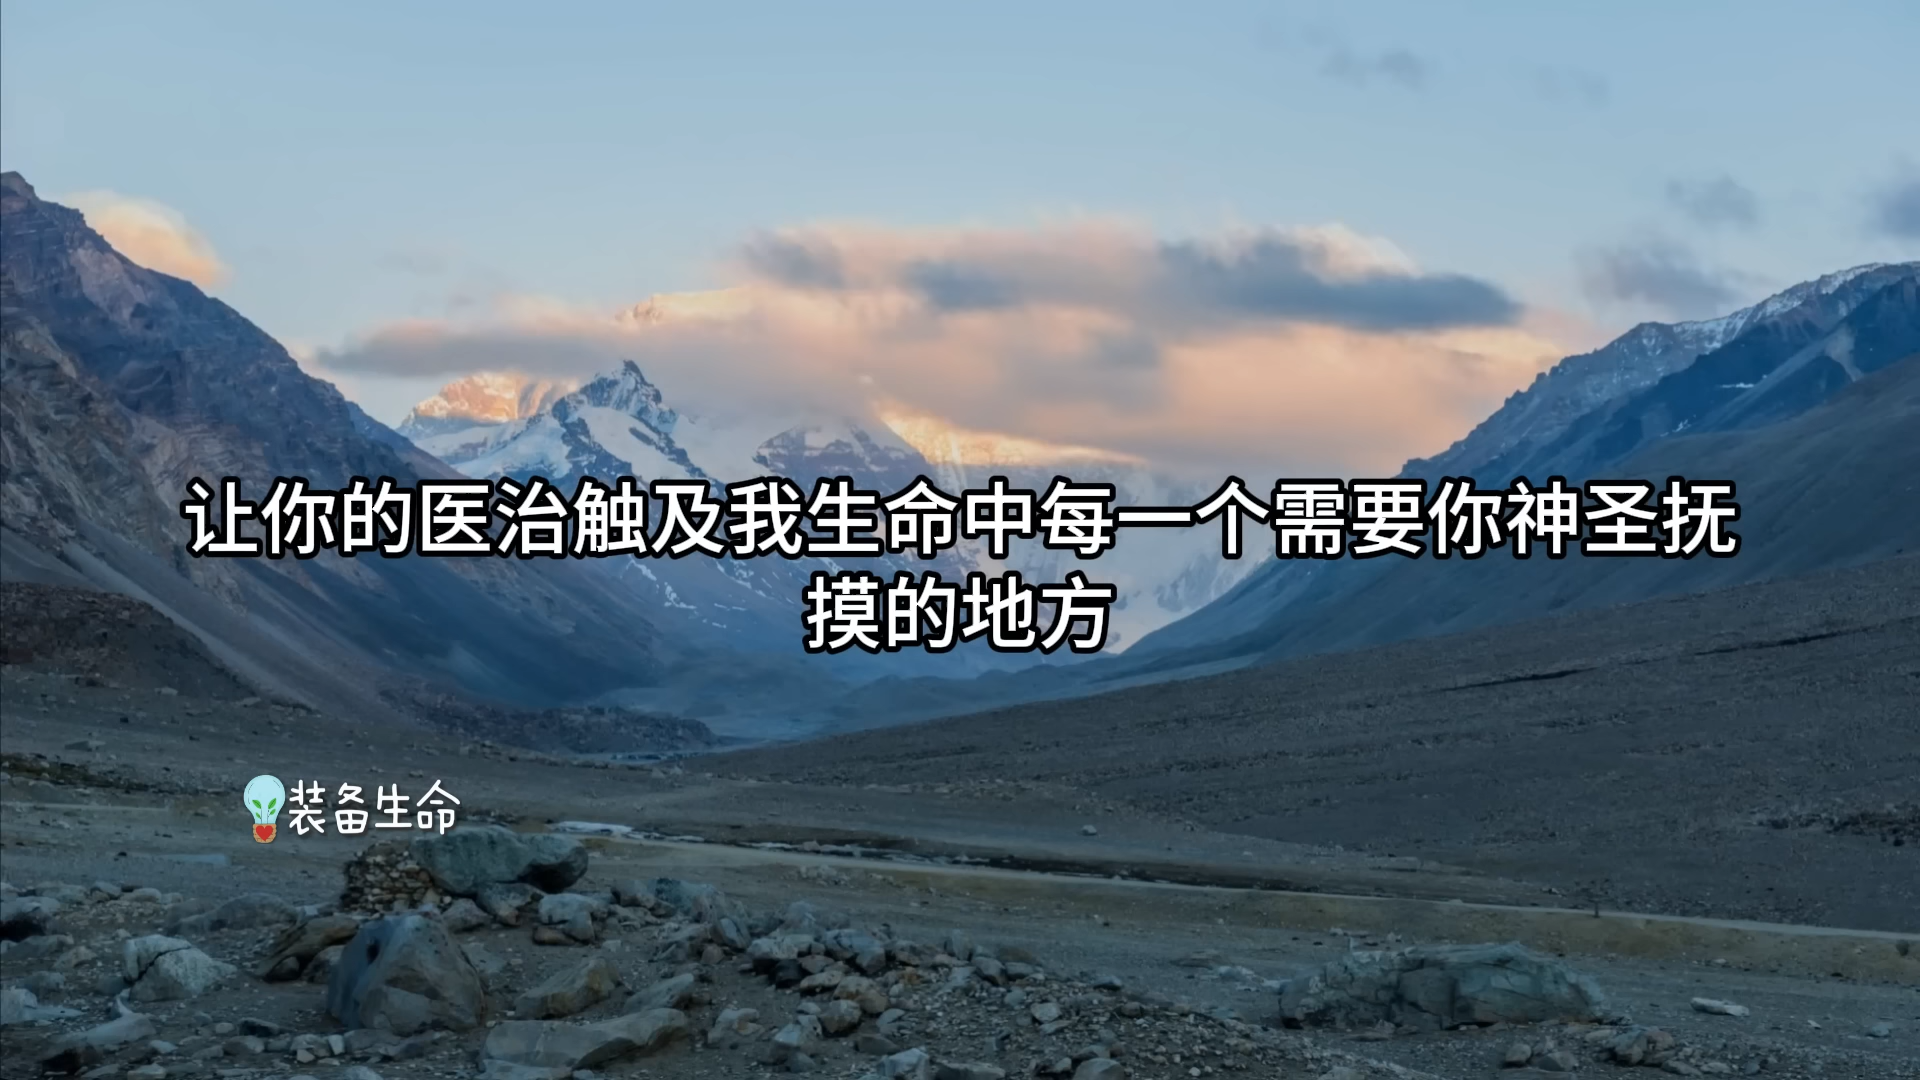 让你的医治触及我生命中每一个需要你神圣抚
摸的地方
装备生命